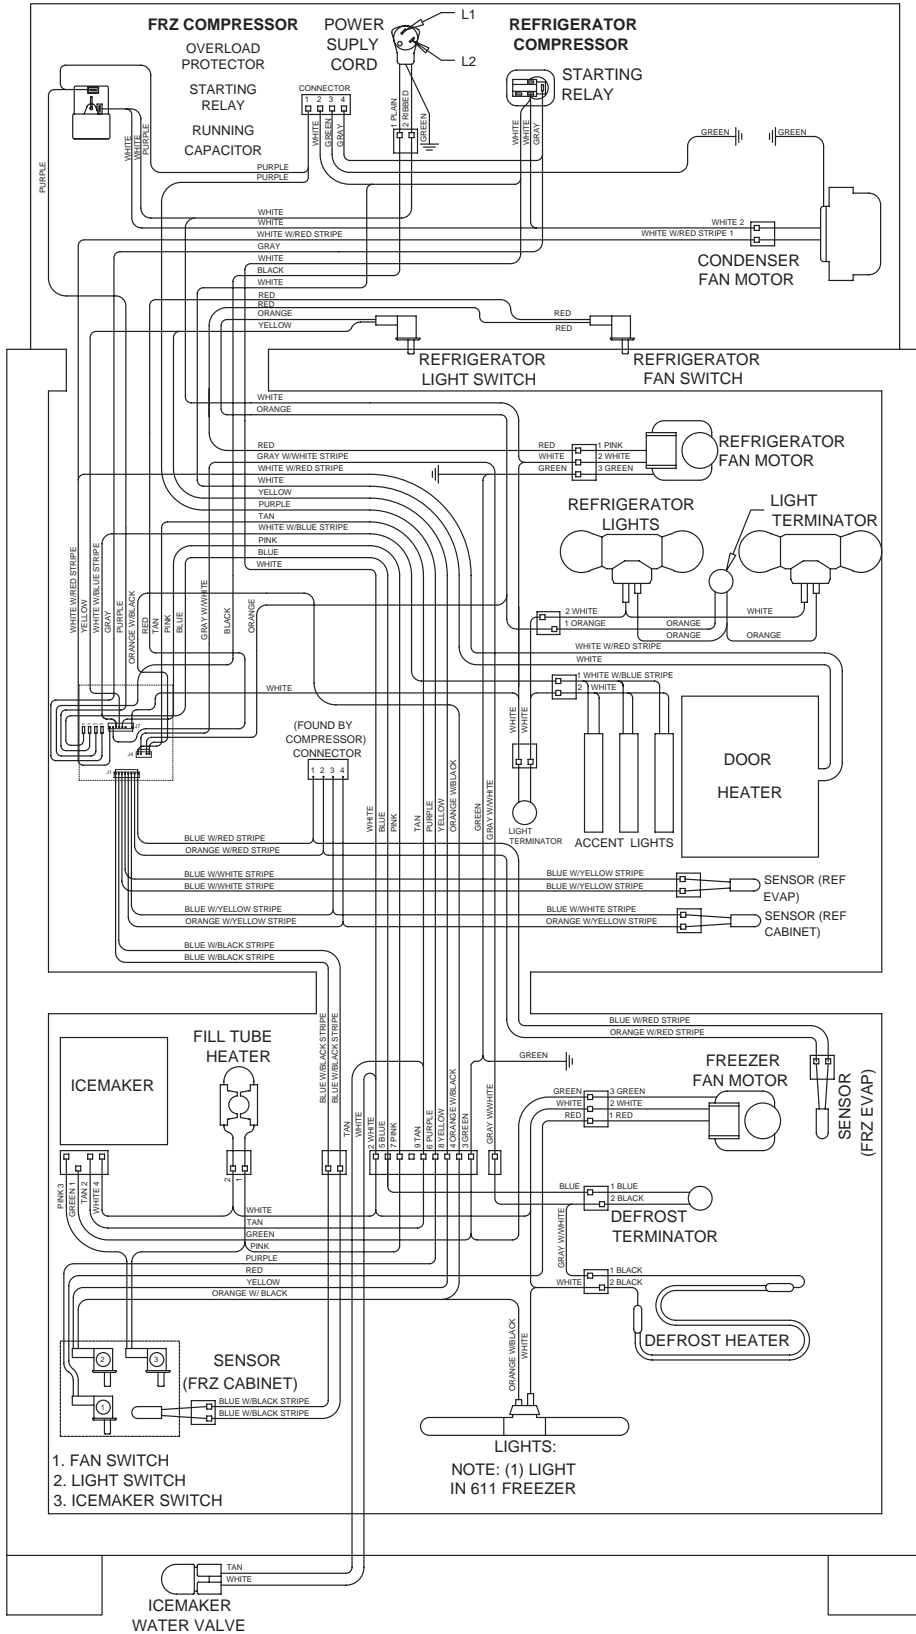 FRZ COMPRESSOR
OVERLOAD
PROTECTOR
STARTING
RELAY
RUNNING
CAPACITOR
POWER
SUPLY
CORD
L1
L2
REFRIGERATOR
COMPRESSOR
STARTING
RELAY
CONNECTOR
1 2 3 4
WHITE
GREEN
GRAY
1 PLAIN
2 RIBBED
GREEN
WHITE
WHITE
GRAY
GREEN
GREEN
PURPLE
WHITE
WHITE
PURPLE
PURPLE
PURPLE
WHITE
WHITE
WHITE W/RED STRIPE
GRAY
WHITE
BLACK
WHITE
RED
RED
ORANGE
YELLOW
WHITE 2
WHITE W/RED STRIPE 1
CONDENSER
FAN MOTOR
RED
RED
REFRIGERATOR
LIGHT SWITCH
REFRIGERATOR
FAN SWITCH
WHITE
ORANGE
RED
GRAY W/WHITE STRIPE
WHITE W/RED STRIPE
WHITE
YELLOW
PURPLE
TAN
WHITE W/BLUE STRIPE
PINK
BLUE
WHITE
RED
WHITE
GREEN
1 PINK
2 WHITE
3 GREEN
REFRIGERATOR
FAN MOTOR
REFRIGERATOR
LIGHTS
LIGHT
TERMINATOR
2 WHITE
1 ORANGE
WHITE
ORANGE
ORANGE
ORANGE
WHITE W/RED STRIPE
WHITE
WHITE W/RED STRIPE
YELLOW
WHITE W/BLUE STRIPE
GRAY
PURPLE
ORANGE W/BLACK
RED
TAN
PINK
BLUE
GRAY W/WHITE
BLACK
ORANGE
WHITE
J7
J4
J1
1 WHITE W/BLUE STRIPE
2 WHITE
WHITE
WHITE
LIGHT
TERMINATOR
ACCENT LIGHTS
DOOR
HEATER
(FOUND BY
COMPRESSOR)
CONNECTOR
1 2 3 4
WHITE
BLUE
PINK
TAN
PURPLE
YELLOW
ORANGE W/BLACK
GREEN
GRAY W/WHITE
BLUE W/RED STRIPE
ORANGE W/RED STRIPE
BLUE W/WHITE STRIPE
BLUE W/WHITE STRIPE
BLUE W/YELLOW STRIPE
ORANGE W/YELLOW STRIPE
BLUE W/BLACK STRIPE
BLUE W/BLACK STRIPE
BLUE W/YELLOW STRIPE
BLUE W/YELLOW STRIPE
SENSOR (REF
EVAP)
BLUE W/WHITE STRIPE
ORANGE W/YELLOW STRIPE
SENSOR (REF
CABINET)
BLUE W/RED STRIPE
ORANGE W/RED STRIPE
SENSOR
(FRZ EVAP)
ICEMAKER
FILL TUBE
HEATER
BLUE W/BLACK STRIPE
BLUE W/BLACK STRIPE
TAN
WHITE
2 WHITE
5 BLUE
7 PINK
9 TAN
6 PURPLE
8 YELLOW
4 ORANGE W/BLACK
3 GREEN
GRAY W/WHITE
GREEN
GREEN
WHITE
RED
3 GREEN
2 WHITE
1 RED
FREEZER
FAN MOTOR
PINK 3
GREEN 1
TAN 2
WHITE 4
2
1
WHITE
TAN
GREEN
PINK
PURPLE
RED
YELLOW
ORANGE W/ BLACK
BLUE
1 BLUE
2 BLACK
DEFROST
TERMINATOR
GRAY W/WHITE
WHITE
1 BLACK
2 BLACK
DEFROST HEATER
ORANGE W/BLACK
WHITE
2
3
1
SENSOR
(FRZ CABINET)
BLUE W/BLACK STRIPE
BLUE W/BLACK STRIPE
LIGHTS:
NOTE: (1) LIGHT
IN 611 FREEZER
1. FAN SWITCH
2. LIGHT SWITCH
3. ICEMAKER SWITCH
TAN
WHITE
ICEMAKER
WATER VALVE